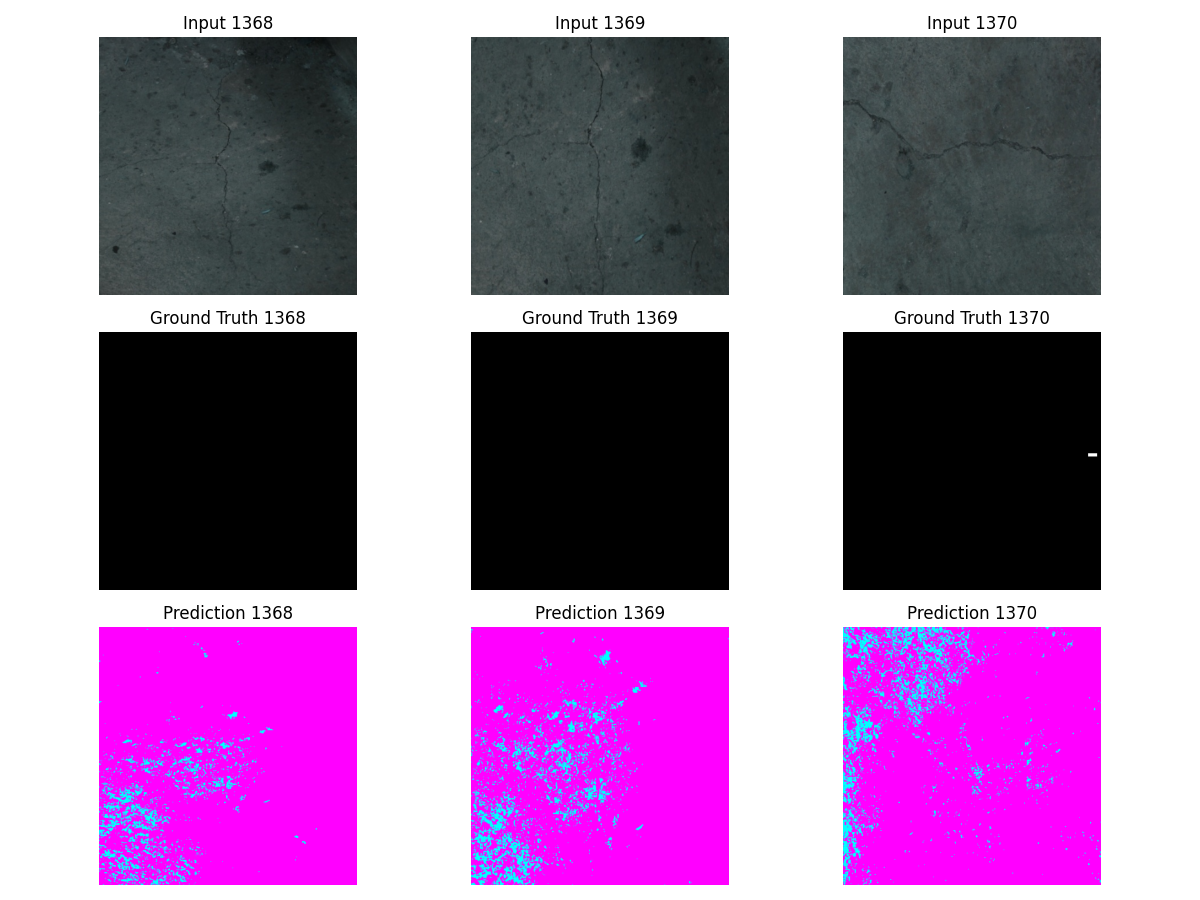 Input 1368
Input 1369
Input 1370
Ground Truth 1368
Ground Truth 1369
Ground Truth 1370
Prediction 1368
Prediction 1369
Prediction 1370